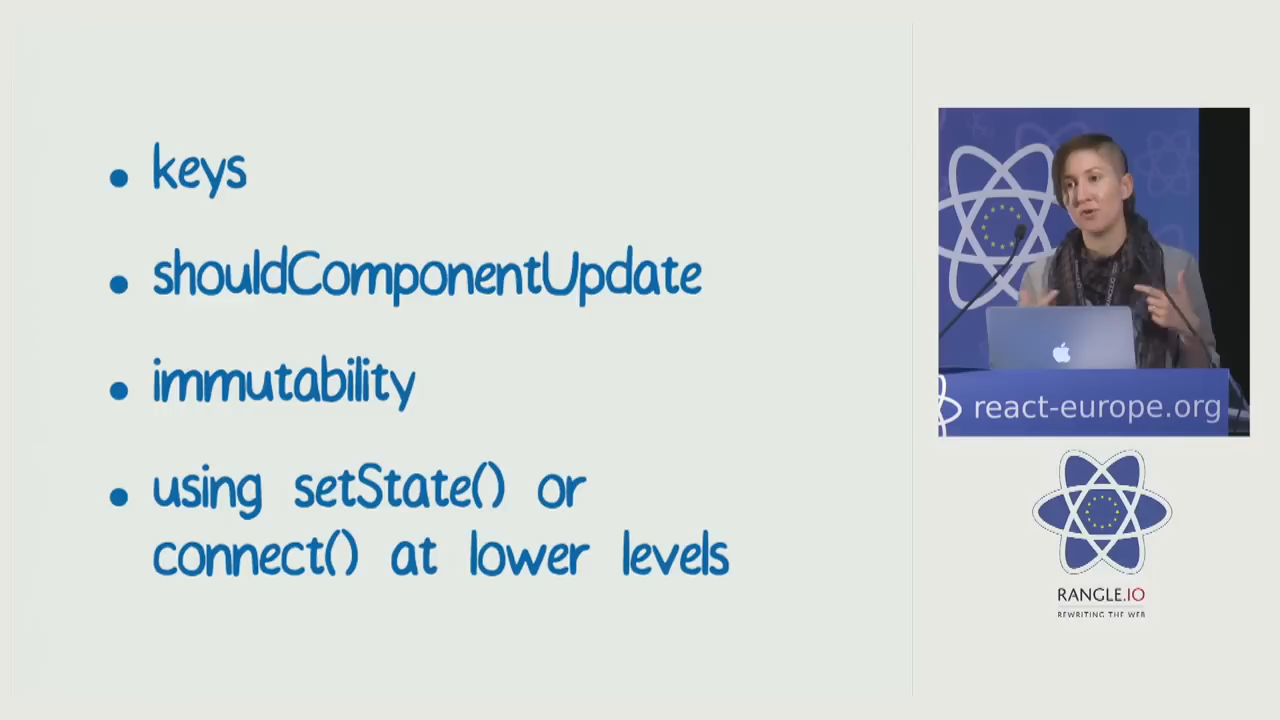 keys
shouldComponentUpdate
immutability
using setState() or
connect() at lower levels
react-europe.org
RANGLE.IO
REWRITING THE WEB